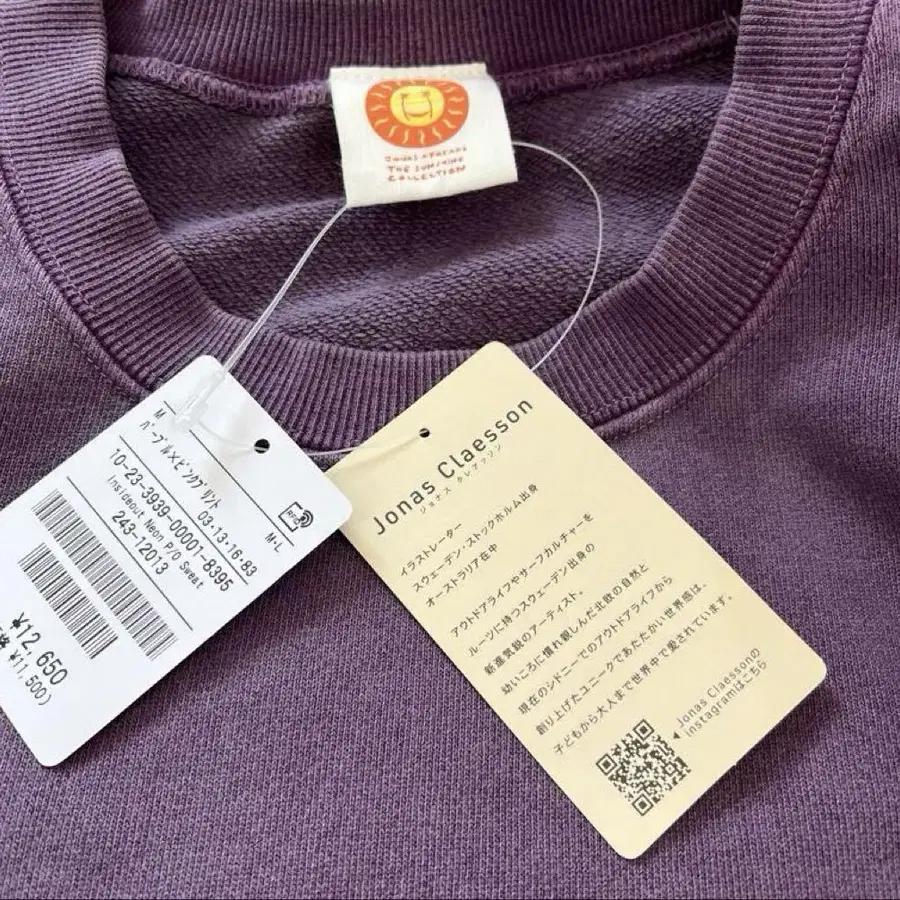 THE SUNSHINE
COLLECTION
M
パープル×ピンクプリント
03・13・16・83
M・L
10-23-3939-00001-8395
Insideout Neon P/O Sweat
243-12013
¥12,650
¥11,500)
Jonas Claesson
ジョナス クレアッソン
イラストレーター
スウェーデン・ストックホルム出身
オーストラリア在中
アウトドアライフやサーフカルチャーを
ルーツに持つスウェーデン出身の
新進気鋭のアーティスト。
幼いころに慣れ親しんだ北欧の自然と
現在のシドニーでのアウトドアライフから
創り上げたユニークであたたかい世界感は、
子どもから大人まで世界中で愛されています。
Jonas Claessonの
instagramはこちら